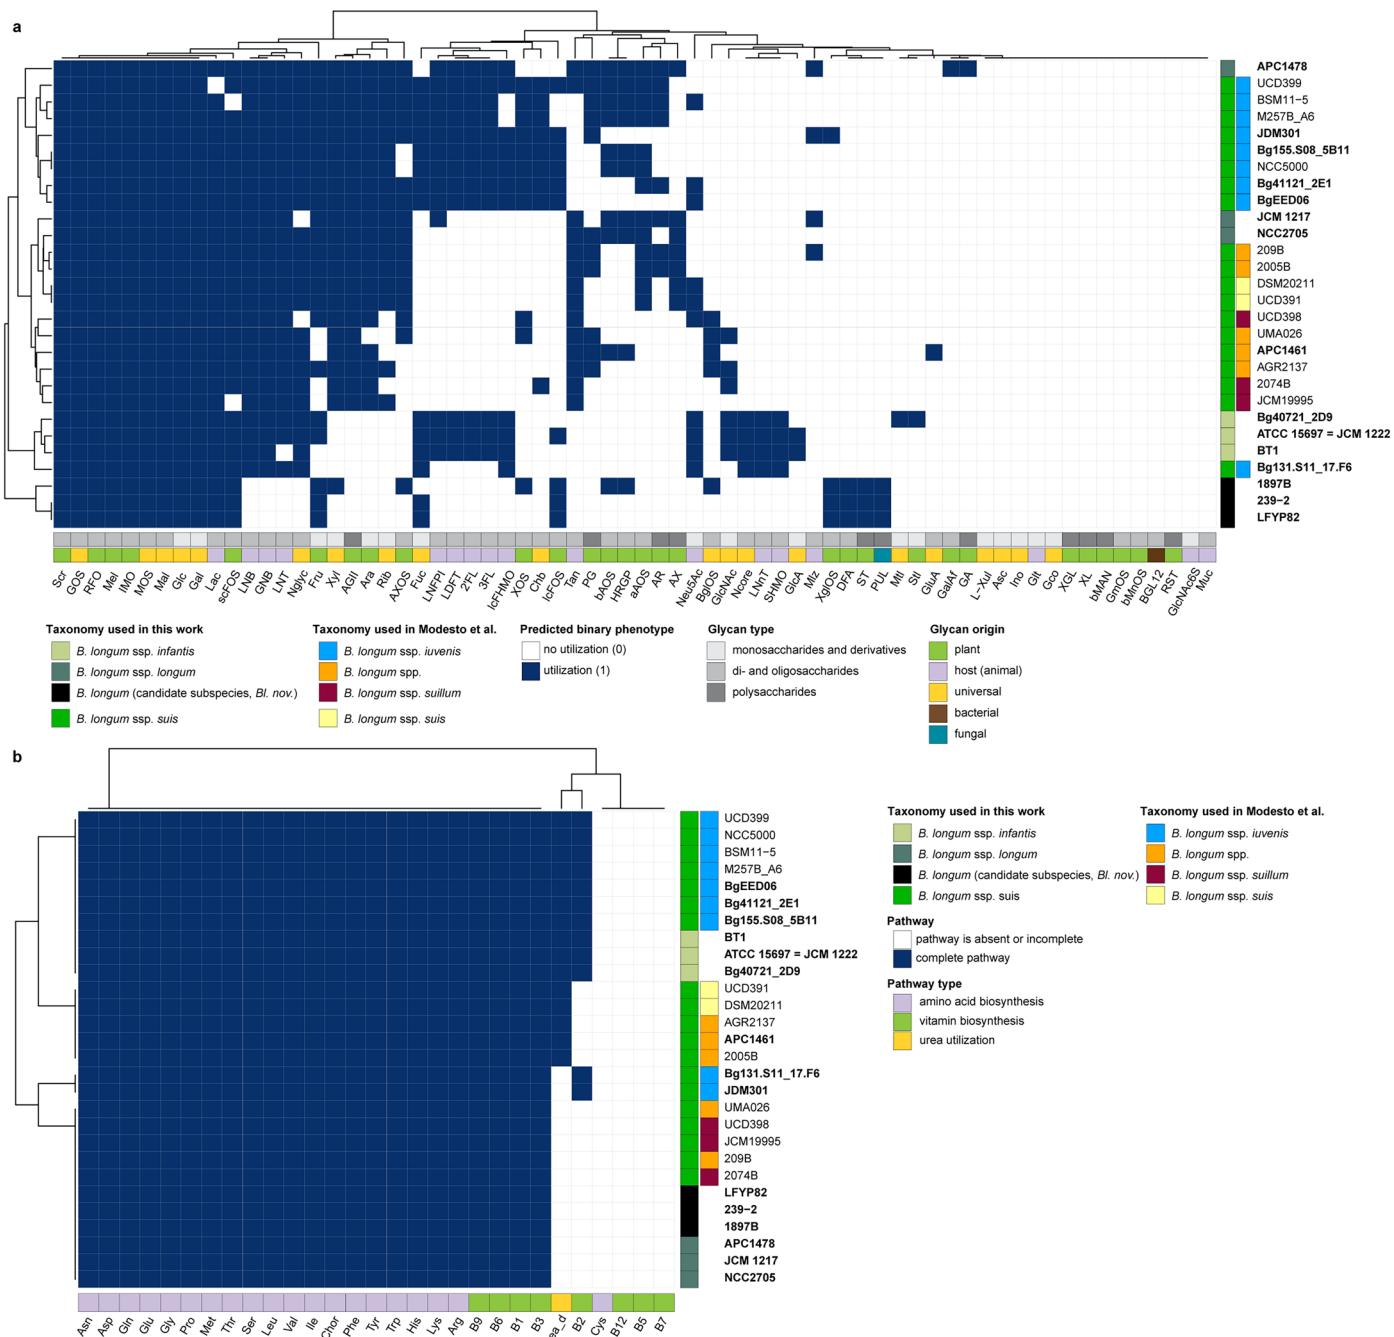 a
APC1478
UCD399
BSM11−5
M257B_A6
JDM301
Bg155.S08_5B11
NCC5000
Bg41121_2E1
BgEED06
JCM 1217
NCC2705
209B
2005B
DSM20211
UCD391
UCD398
UMA026
APC1461
AGR2137
2074B
JCM19995
Bg40721_2D9
ATCC 15697 = JCM 1222
BT1
Bg131.S11_17.F6
1897B
239−2
LFYP82
Scr GOS RFO Mel IMO MOS Mal Glc Gal Lac scFOS LNB GNB LNT Nglyc Fru Xyl AGII Ara Rib AXOS Fuc LNFPI LDFT 2'FL 3FL lcFHMO XOS Chb lcFOS Tan PG bAOS HRGP aAOS AR AX Neu5Ac BglOS GlcNAc Ncore LNnT SHMO GlcA Mlz XglOS DFA ST PUL Mtl Stl GluA GalAf GA L−Xul Asc Ino Glt Gco XGL XL bMAN GmOS bMnOS BGL12 RST GlcNAc6S Muc
Taxonomy used in this work
B. longum ssp. infantis
B. longum ssp. longum
B. longum (candidate subspecies, Bl. nov.)
B. longum ssp. suis
Taxonomy used in Modesto et al.
B. longum ssp. iuvenis
B. longum spp.
B. longum ssp. suillum
B. longum ssp. suis
Predicted binary phenotype
no utilization (0)
utilization (1)
Glycan type
monosaccharides and derivatives
di- and oligosaccharides
polysaccharides
Glycan origin
plant
host (animal)
universal
bacterial
fungal
b
UCD399
NCC5000
BSM11−5
M257B_A6
BgEED06
Bg41121_2E1
Bg155.S08_5B11
BT1
ATCC 15697 = JCM 1222
Bg40721_2D9
UCD391
DSM20211
AGR2137
APC1461
2005B
Bg131.S11_17.F6
JDM301
UMA026
UCD398
JCM19995
209B
2074B
LFYP82
239−2
1897B
APC1478
JCM 1217
NCC2705
Asn Asp Gln Glu Gly Pro Met Thr Ser Leu Val Ile Chor Phe Tyr Trp His Lys Arg B9 B6 B1 B3 ea_d B2 Cys B12 B5 B7
Taxonomy used in this work
B. longum ssp. infantis
B. longum ssp. longum
B. longum (candidate subspecies, Bl. nov.)
B. longum ssp. suis
Taxonomy used in Modesto et al.
B. longum ssp. iuvenis
B. longum spp.
B. longum ssp. suillum
B. longum ssp. suis
Pathway
pathway is absent or incomplete
complete pathway
Pathway type
amino acid biosynthesis
vitamin biosynthesis
urea utilization